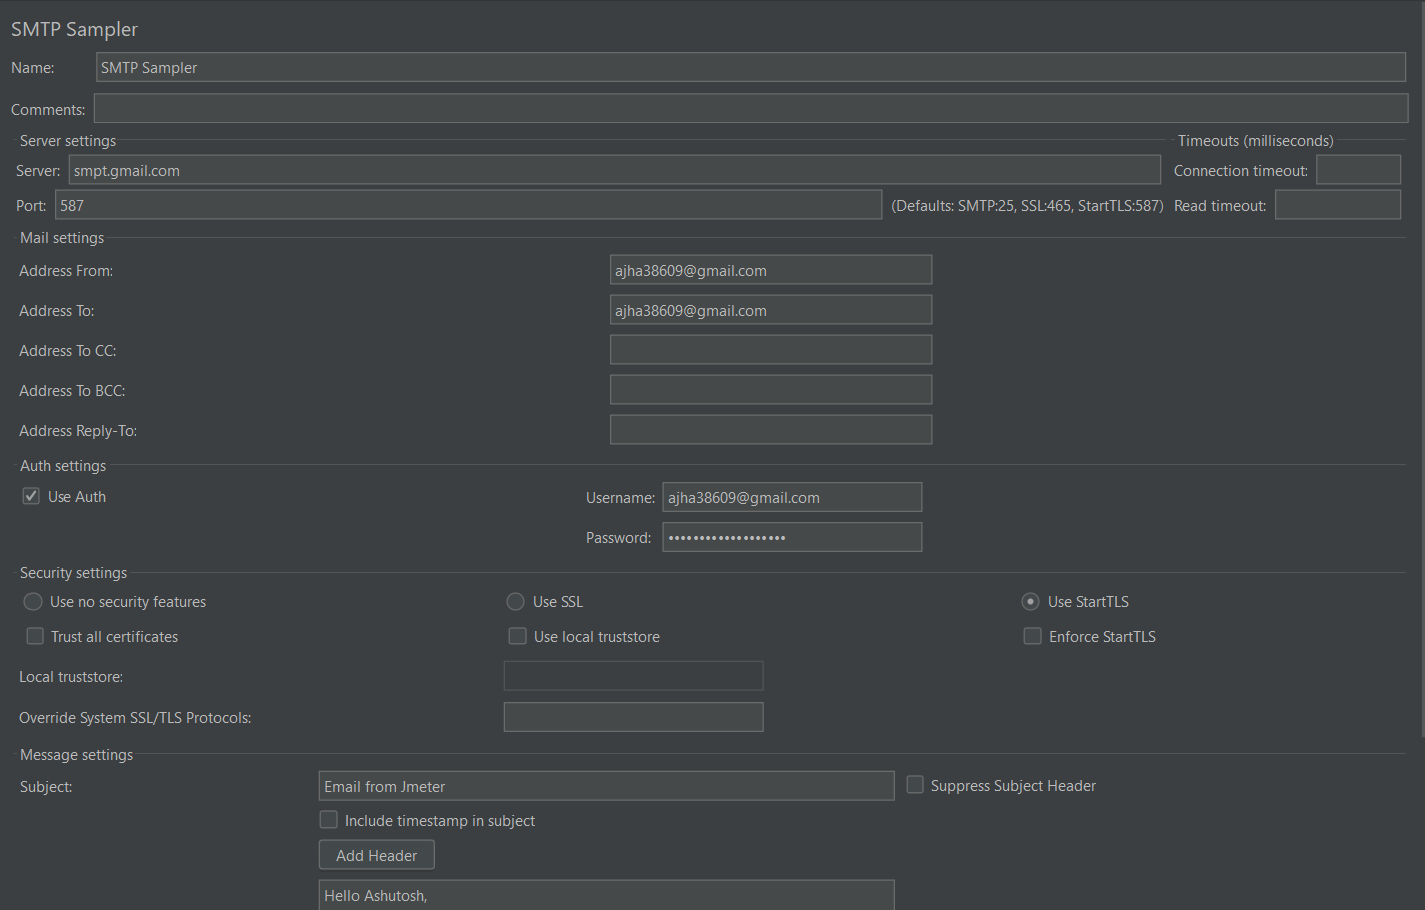 SMTP Sampler
Name: SMTP Sampler
Comments:
Server settings
Timeouts (milliseconds)
Server: smpt.gmail.com
Connection timeout:
Port: 587 (Defaults: SMTP:25, SSL:465, StartTLS:587)
Read timeout:
Mail settings
Address From: ajha38609@gmail.com
Address To: ajha38609@gmail.com
Address To CC:
Address To BCC:
Address Reply-To:
Auth settings
Use Auth
Username: ajha38609@gmail.com
Password: •••••••••••••••••••
Security settings
Use no security features Use SSL Use StartTLS
Trust all certificates Use local truststore Enforce StartTLS
Local truststore:
Override System SSL/TLS Protocols:
Message settings
Subject: Email from Jmeter Suppress Subject Header
Include timestamp in subject
Add Header
Hello Ashutosh,